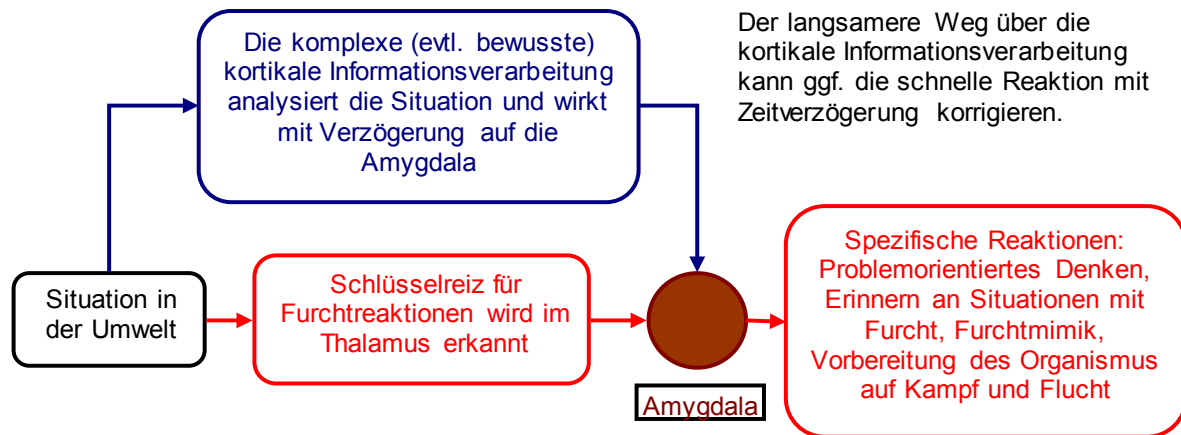 Die komplexe (evtl. bewusste)
kortikale Informationsverarbeitung
analysiert die Situation und wirkt
mit Verzögerung auf die
Amygdala
Der langsamere Weg über die
kortikale Informationsverarbeitung
kann ggf. die schnelle Reaktion mit
Zeitverzögerung korrigieren.
Situation in
der Umwelt
Schlüsselreiz für
Furchtreaktionen wird im
Thalamus erkannt
Amygdala
Spezifische Reaktionen:
Problemorientiertes Denken,
Erinnern an Situationen mit
Furcht, Furchtmimik,
Vorbereitung des Organismus
auf Kampf und Flucht